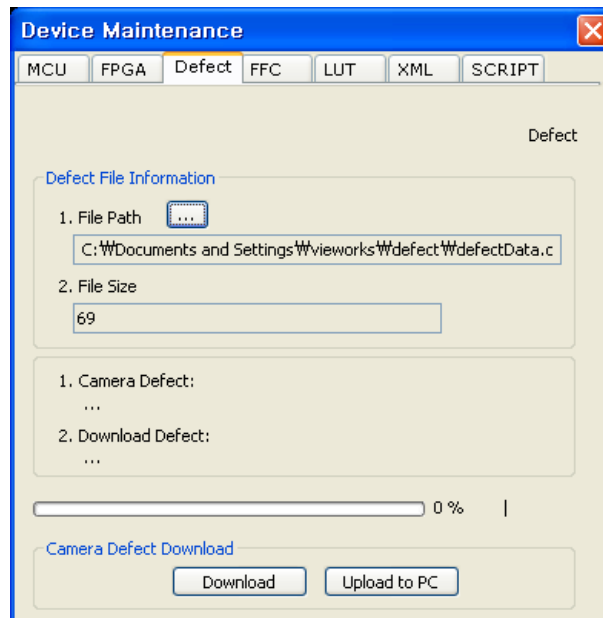 Device Maintenance
MCU FPGA Defect FFC LUT XML SCRIPT
Defect
Defect File Information
1. File Path ...
C:₩Documents and Settings₩vieworks₩defect₩defectData.c
2. File Size
69
1. Camera Defect:
...
2. Download Defect:
...
0 %
Camera Defect Download
Download Upload to PC